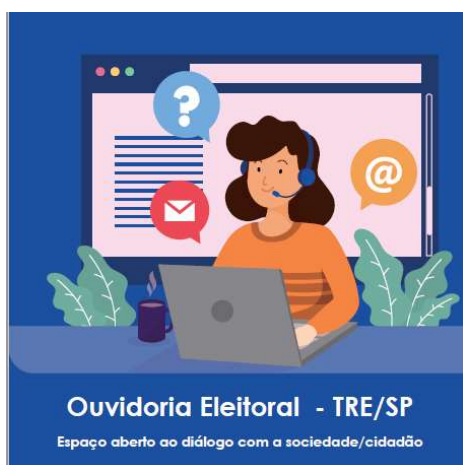 ?
@
Ouvidoria Eleitoral - TRE/SP
Espaço aberto ao diálogo com a sociedade/cidadão